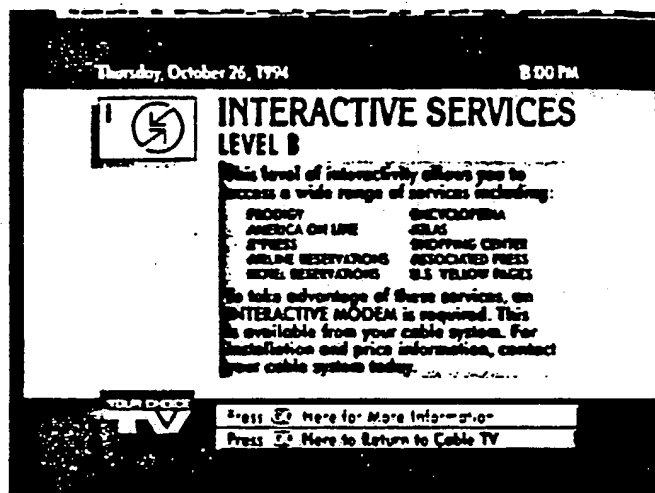 Thursday, October 26, 1994
8:00 PM
INTERACTIVE SERVICES
LEVEL B
This level of interactivity allows you to
access a wide range of services including:
PRODIGY
AMERICA ON LINE
X*PRESS
AIRLINE RESERVATIONS
HOTEL RESERVATIONS
ENCYCLOPEDIA
ATLAS
SHOPPING CENTER
ASSOCIATED PRESS
U.S YELLOW PAGES
To take advantage of these services, an
INTERACTIVE MODEM is required. This
is available from your cable system. For
installation and price information, contact
your cable system today.
YOUR CHOICE
TV
Press Here for More Information
Press Here to Return to Cable TV